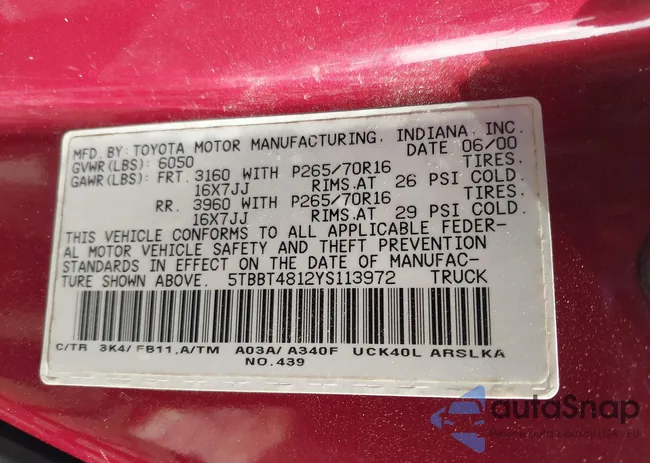 MFD. BY: TOYOTA MOTOR MANUFACTURING, INDIANA, INC.
GVWR(LBS): 6050 DATE 06/00
GAWR(LBS): FRT. 3160 WITH P265/70R16 TIRES.
16X7JJ RIMS.AT 26 PSI COLD.
RR. 3960 WITH P265/70R16 TIRES.
16X7JJ RIMS.AT 29 PSI COLD.
THIS VEHICLE CONFORMS TO ALL APPLICABLE FEDER-
AL MOTOR VEHICLE SAFETY AND THEFT PREVENTION
STANDARDS IN EFFECT ON THE DATE OF MANUFAC-
TURE SHOWN ABOVE. 5TBBT4812YS113972 TRUCK
C/TR 3K4/ FB11,A/TM A03A/ A340F UCK40L ARSLKA
NO.439
autoSnap